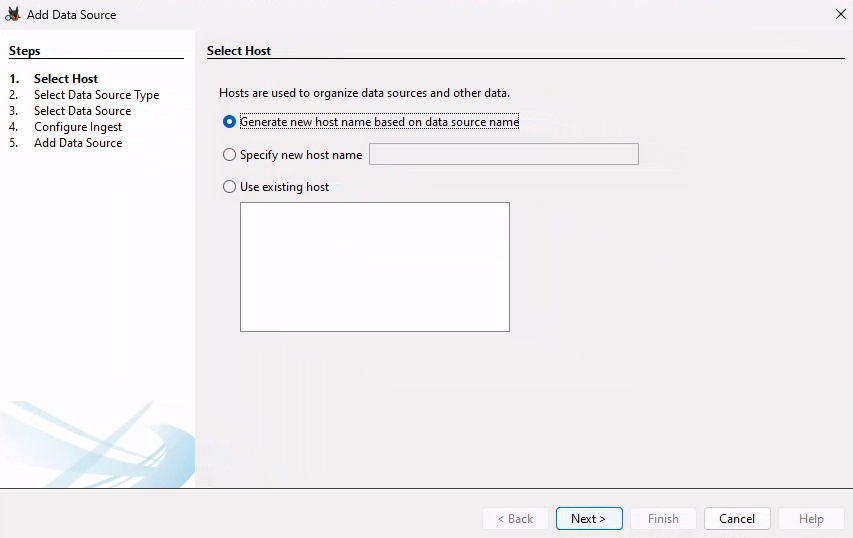 Add Data Source
Steps
1. Select Host
2. Select Data Source Type
3. Select Data Source
4. Configure Ingest
5. Add Data Source
Select Host
Hosts are used to organize data sources and other data.
Generate new host name based on data source name
Specify new host name
Use existing host
< Back Next > Finish Cancel Help